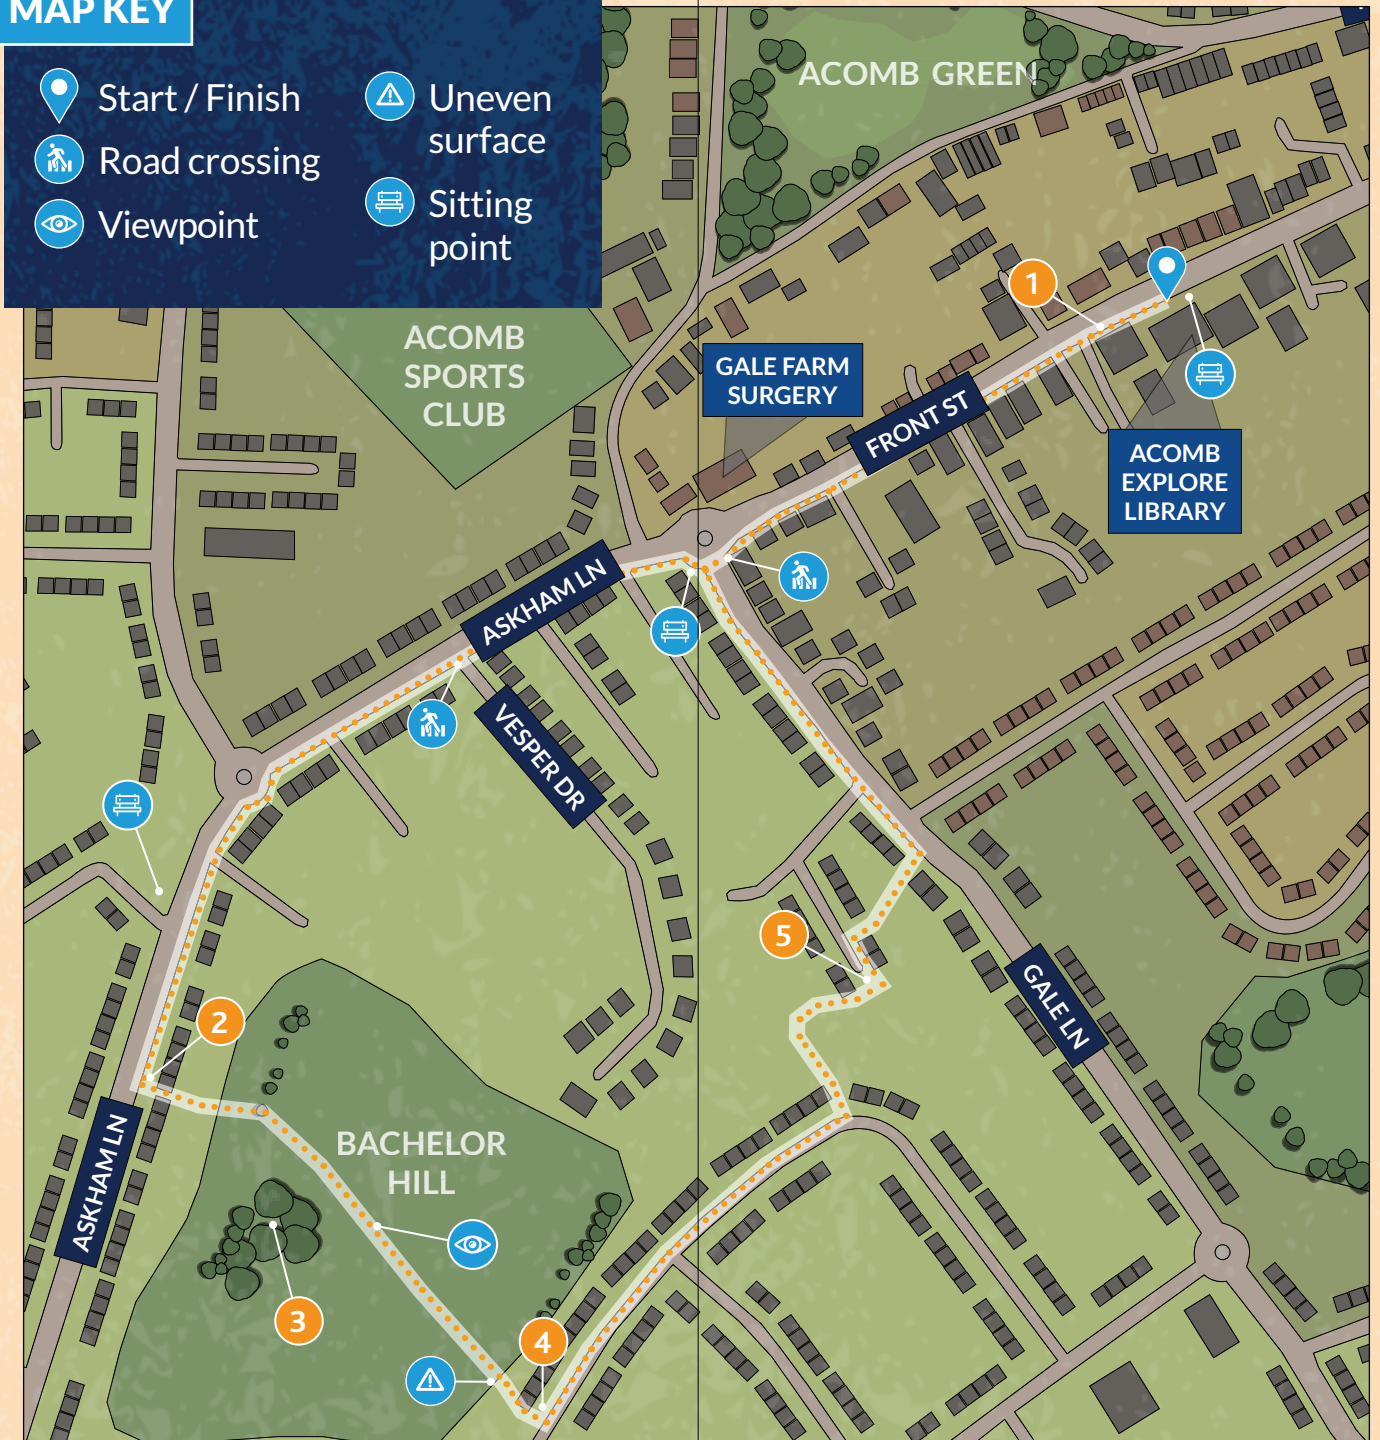 MAP KEY
Start / Finish
Road crossing
Viewpoint
Uneven
surface
Sitting
point
ACOMB GREEN
1
ACOMB
SPORTS
CLUB
GALE FARM
SURGERY
FRONT ST
ACOMB
EXPLORE
LIBRARY
ASKHAM LN
VESPER DR
5
2
GALE LN
BACHELOR
HILL
ASKHAM LN
3
4